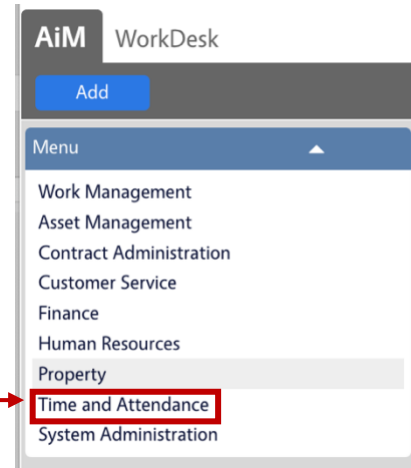 AiM WorkDesk
Add
Menu
Work Management
Asset Management
Contract Administration
Customer Service
Finance
Human Resources
Property
Time and Attendance
System Administration